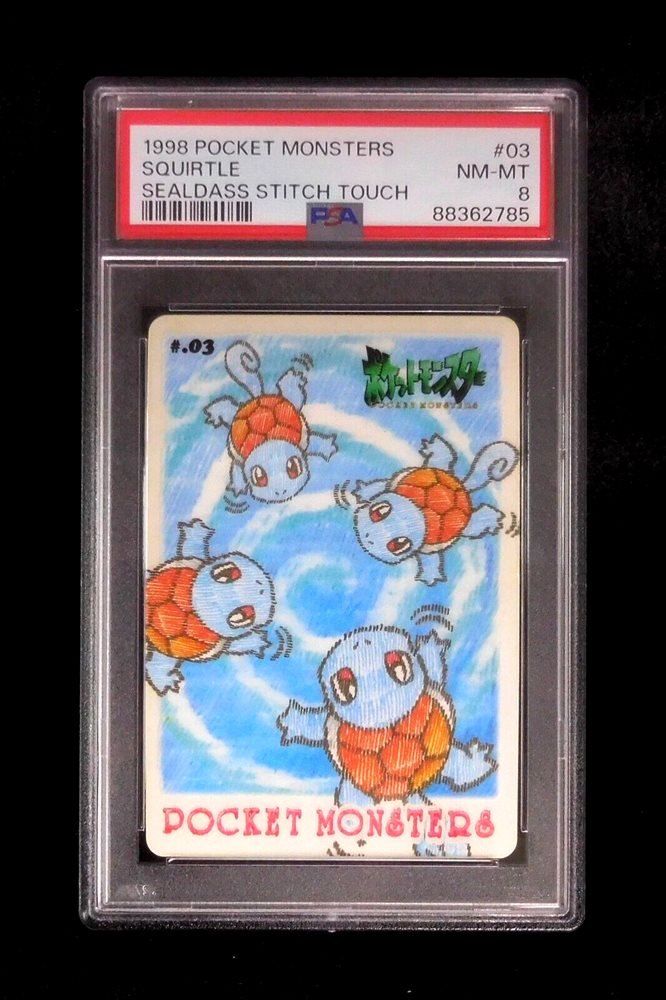 1998 POCKET MONSTERS #03
SQUIRTLE NM-MT
SEALDASS STITCH TOUCH 8
PSA 88362785
#.03
ポケットモンスター
POCKET MONSTERS
POCKET MONSTERS